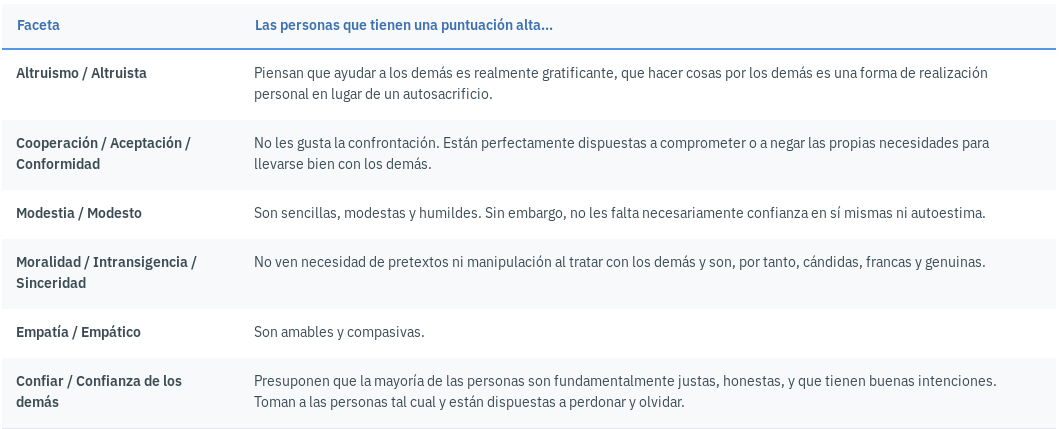 Faceta Las personas que tienen una puntuación alta...
Altruismo / Altruista Piensan que ayudar a los demás es realmente gratificante, que hacer cosas por los demás es una forma de realización
personal en lugar de un autosacrificio.
Cooperación / Aceptación / No les gusta la confrontación. Están perfectamente dispuestas a comprometer o a negar las propias necesidades para
Conformidad llevarse bien con los demás.
Modestia / Modesto Son sencillas, modestas y humildes. Sin embargo, no les falta necesariamente confianza en sí mismas ni autoestima.
Moralidad / Intransigencia / No ven necesidad de pretextos ni manipulación al tratar con los demás y son, por tanto, cándidas, francas y genuinas.
Sinceridad
Empatía / Empático Son amables y compasivas.
Confiar / Confianza de los Presuponen que la mayoría de las personas son fundamentalmente justas, honestas, y que tienen buenas intenciones.
demás Toman a las personas tal cual y están dispuestas a perdonar y olvidar.